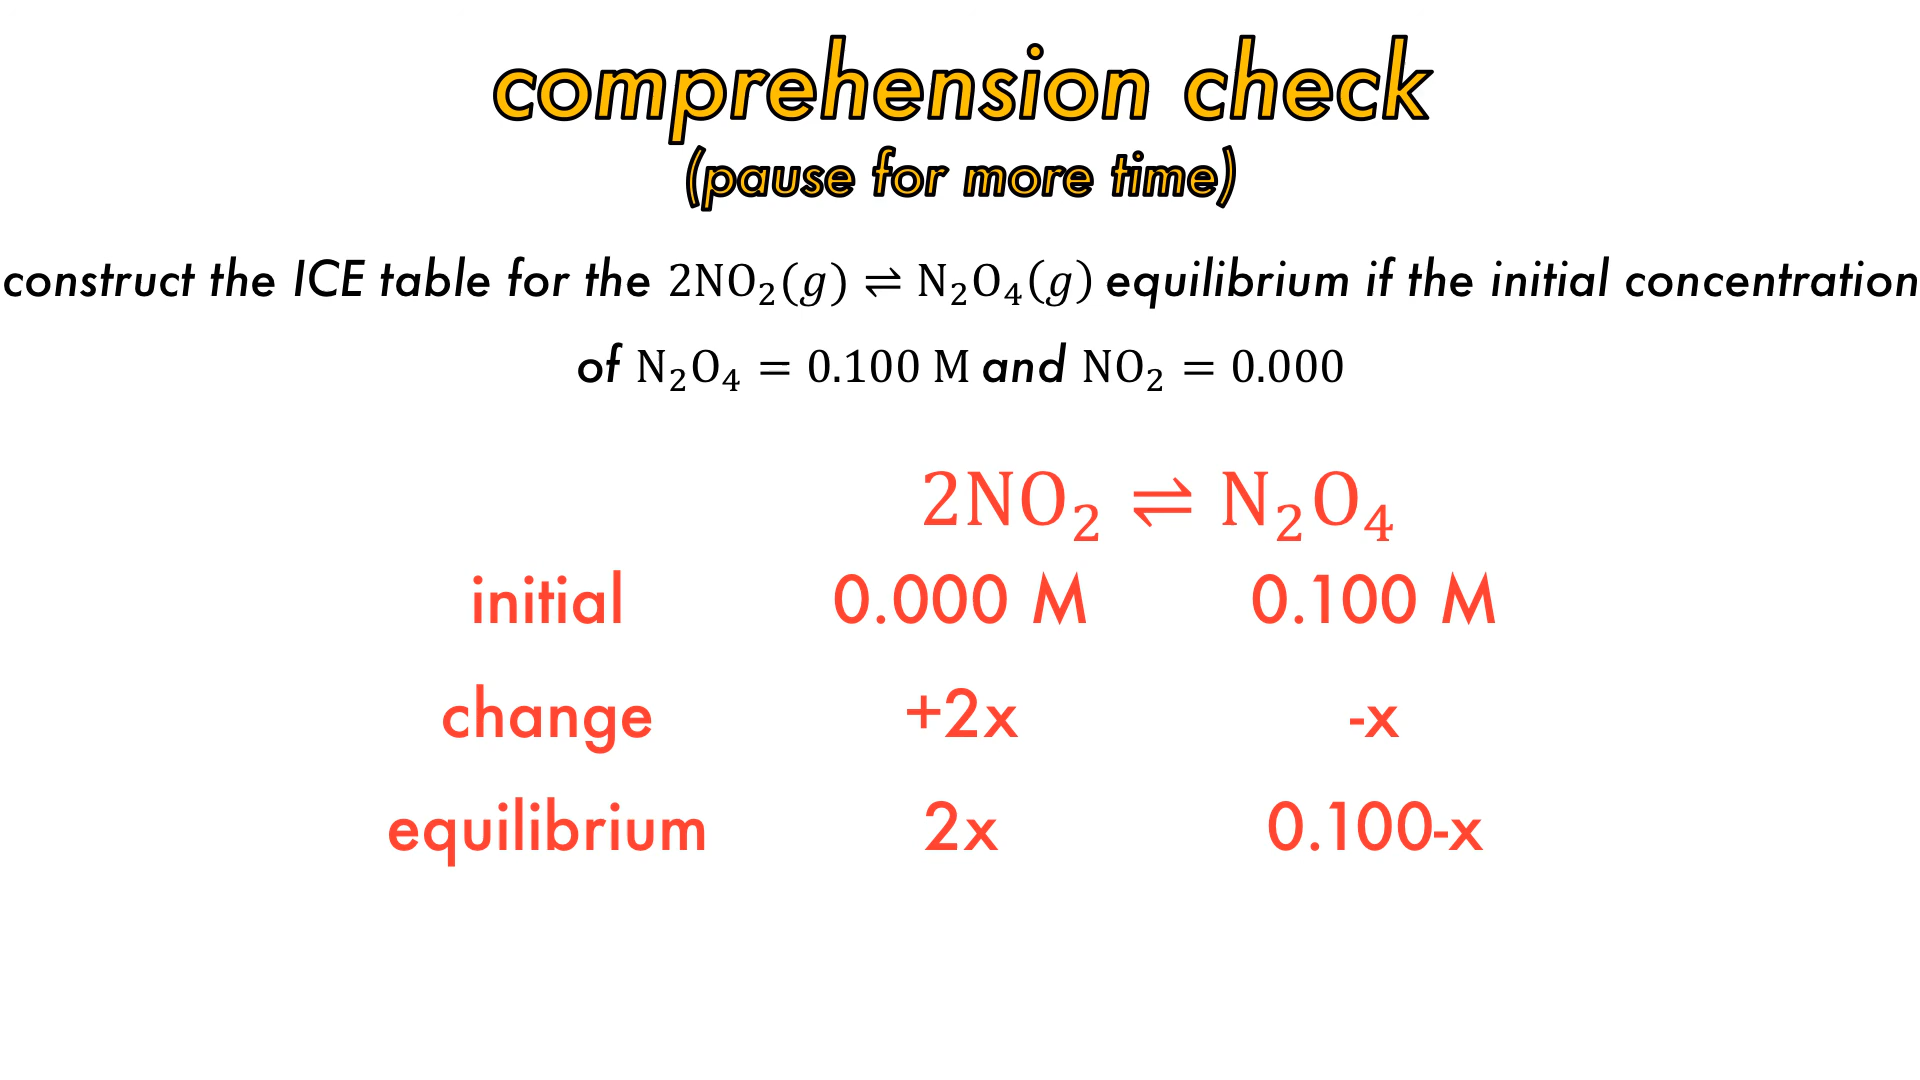 comprehension check
(pause for more time)
construct the ICE table for the 2NO₂(g) ⇌ N₂O₄(g) equilibrium if the initial concentration
of N₂O₄ = 0.100 M and NO₂ = 0.000
2NO₂ ⇌ N₂O₄
initial 0.000 M 0.100 M
change +2x -x
equilibrium 2x 0.100-x